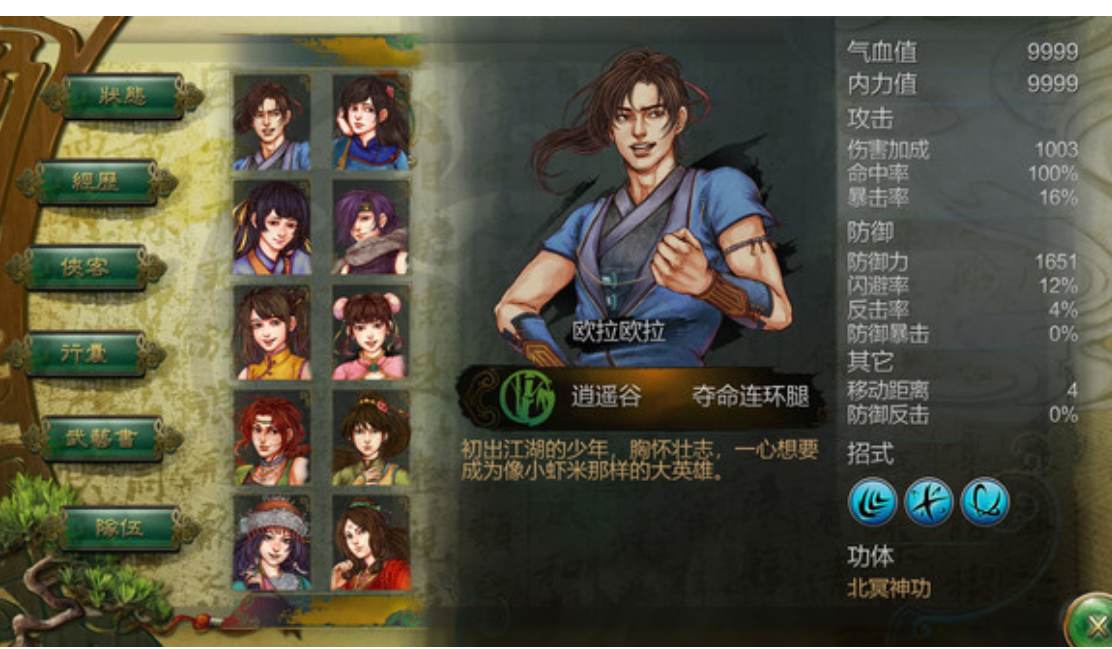 狀態
經歷
俠客
行囊
武藝書
隊伍
欧拉欧拉
逍遥谷 夺命连环腿
初出江湖的少年，胸怀壮志，一心想要
成为像小虾米那样的大英雄。
气血值 9999
内力值 9999
攻击
伤害加成 1003
命中率 100%
暴击率 16%
防御
防御力 1651
闪避率 12%
反击率 4%
防御暴击 0%
其它
移动距离 4
防御反击 0%
招式
功体
北冥神功